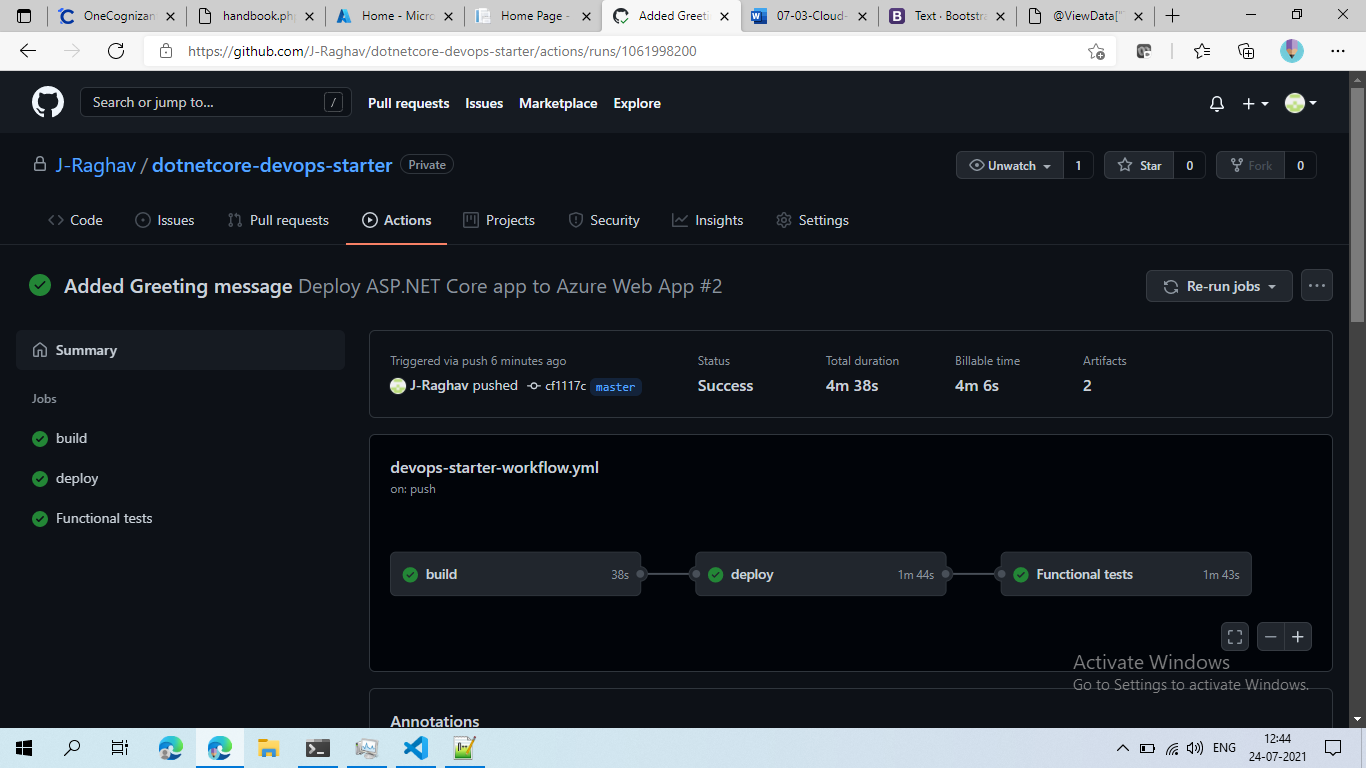 OneCognizan
handbook.ph
Home - Micro
Home Page -
Added Greeti
07-03-Cloud-
Text · Bootstra
@ViewData["
https://github.com/J-Raghav/dotnetcore-devops-starter/actions/runs/1061998200
Search or jump to...
/
Pull requests
Issues
Marketplace
Explore
J-Raghav / dotnetcore-devops-starter
Private
Unwatch
1
Star
0
Fork
0
Code
Issues
Pull requests
Actions
Projects
Security
Insights
Settings
Added Greeting message Deploy ASP.NET Core app to Azure Web App #2
Re-run jobs
Summary
Jobs
build
deploy
Functional tests
Triggered via push 6 minutes ago
J-Raghav pushed cf1117c master
Status
Success
Total duration
4m 38s
Billable time
4m 6s
Artifacts
2
devops-starter-workflow.yml
on: push
build
38s
deploy
1m 44s
Functional tests
1m 43s
Activate Windows
Go to Settings to activate Windows.
Annotations
ENG
12:44
24-07-2021